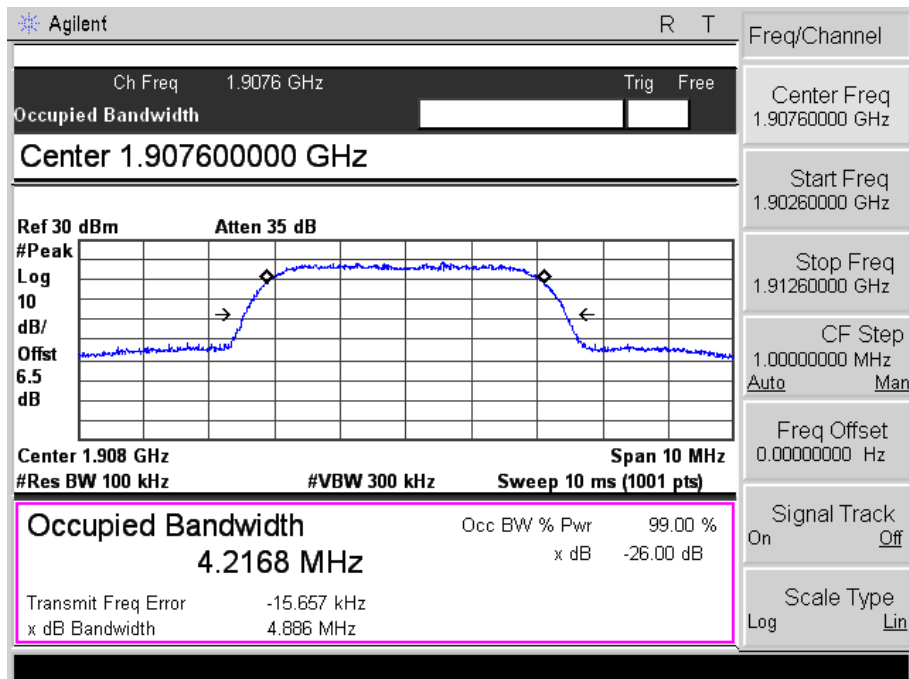 Agilent R T
Ch Freq 1.9076 GHz Trig Free
Occupied Bandwidth
Center 1.907600000 GHz
Ref 30 dBm Atten 35 dB
#Peak
Log
10
dB/
Offst
6.5
dB
Center 1.908 GHz Span 10 MHz
#Res BW 100 kHz #VBW 300 kHz Sweep 10 ms (1001 pts)
Occupied Bandwidth
4.2168 MHz
Occ BW % Pwr 99.00 %
x dB -26.00 dB
Transmit Freq Error -15.657 kHz
x dB Bandwidth 4.886 MHz
Freq/Channel
Center Freq
1.90760000 GHz
Start Freq
1.90260000 GHz
Stop Freq
1.91260000 GHz
CF Step
1.00000000 MHz
Auto Man
Freq Offset
0.00000000 Hz
Signal Track
On Off
Scale Type
Log Lin